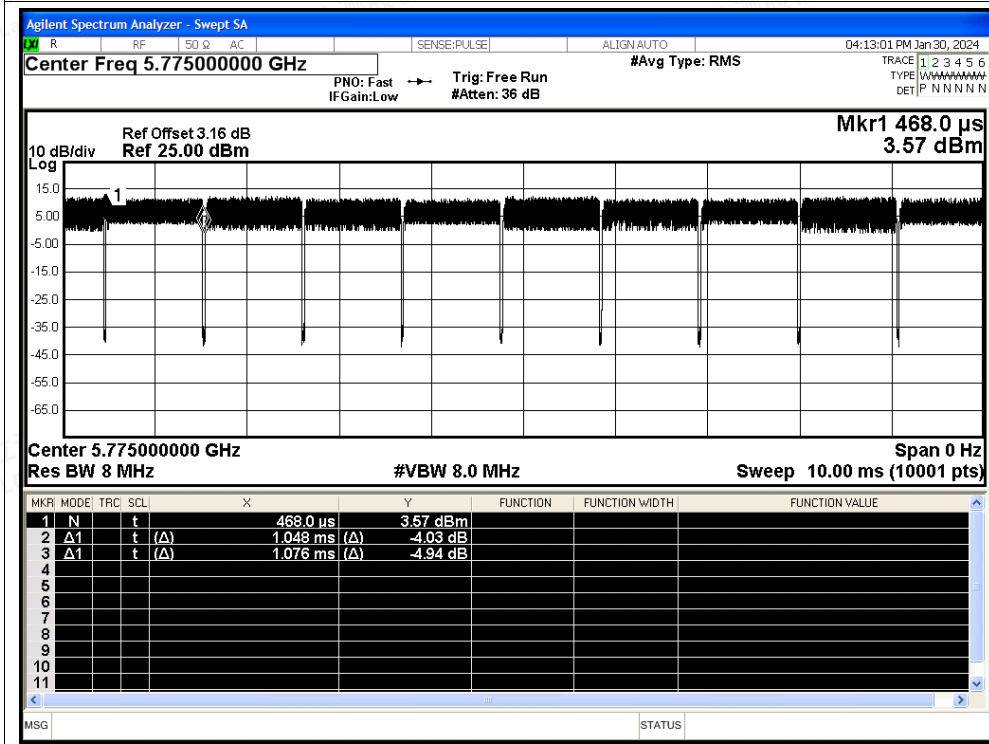 Agilent Spectrum Analyzer - Swept SA
LXI R RF 50 Ω AC SENSE:PULSE ALIGN AUTO 04:13:01 PM Jan 30, 2024
Center Freq 5.775000000 GHz
PNO: Fast
IFGain:Low
Trig: Free Run
#Atten: 36 dB
#Avg Type: RMS
TRACE 1 2 3 4 5 6
TYPE W
DET P N N N N N
Mkr1 468.0 µs
3.57 dBm
Ref Offset 3.16 dB
10 dB/div Ref 25.00 dBm
Log
15.0
5.00
-5.00
-15.0
-25.0
-35.0
-45.0
-55.0
-65.0
1
Center 5.775000000 GHz Span 0 Hz
Res BW 8 MHz #VBW 8.0 MHz Sweep 10.00 ms (10001 pts)
MKR MODE TRC SCL X Y FUNCTION FUNCTION WIDTH FUNCTION VALUE
1 N t 468.0 µs 3.57 dBm
2 Δ1 t (Δ) 1.048 ms (Δ) -4.03 dB
3 Δ1 t (Δ) 1.076 ms (Δ) -4.94 dB
4
5
6
7
8
9
10
11
MSG STATUS